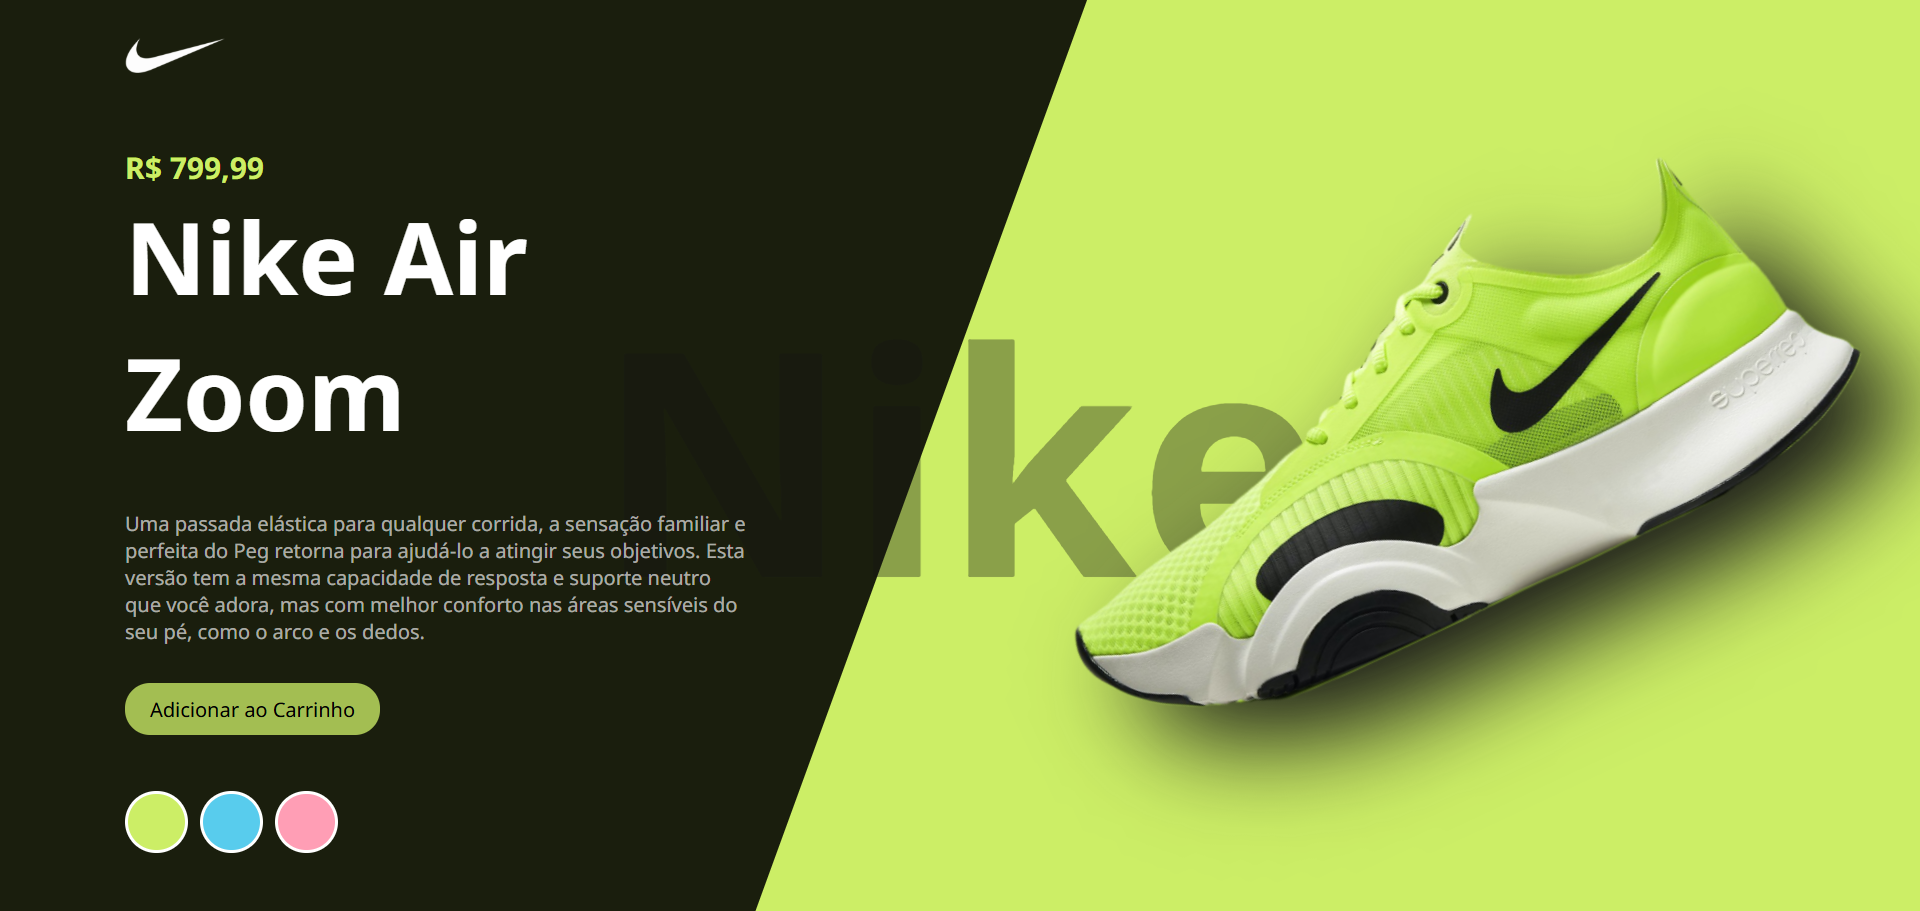 R$ 799,99
Nike Air
Zoom
Nike
Uma passada elástica para qualquer corrida, a sensação familiar e
perfeita do Peg retorna para ajudá-lo a atingir seus objetivos. Esta
versão tem a mesma capacidade de resposta e suporte neutro
que você adora, mas com melhor conforto nas áreas sensíveis do
seu pé, como o arco e os dedos.
Adicionar ao Carrinho